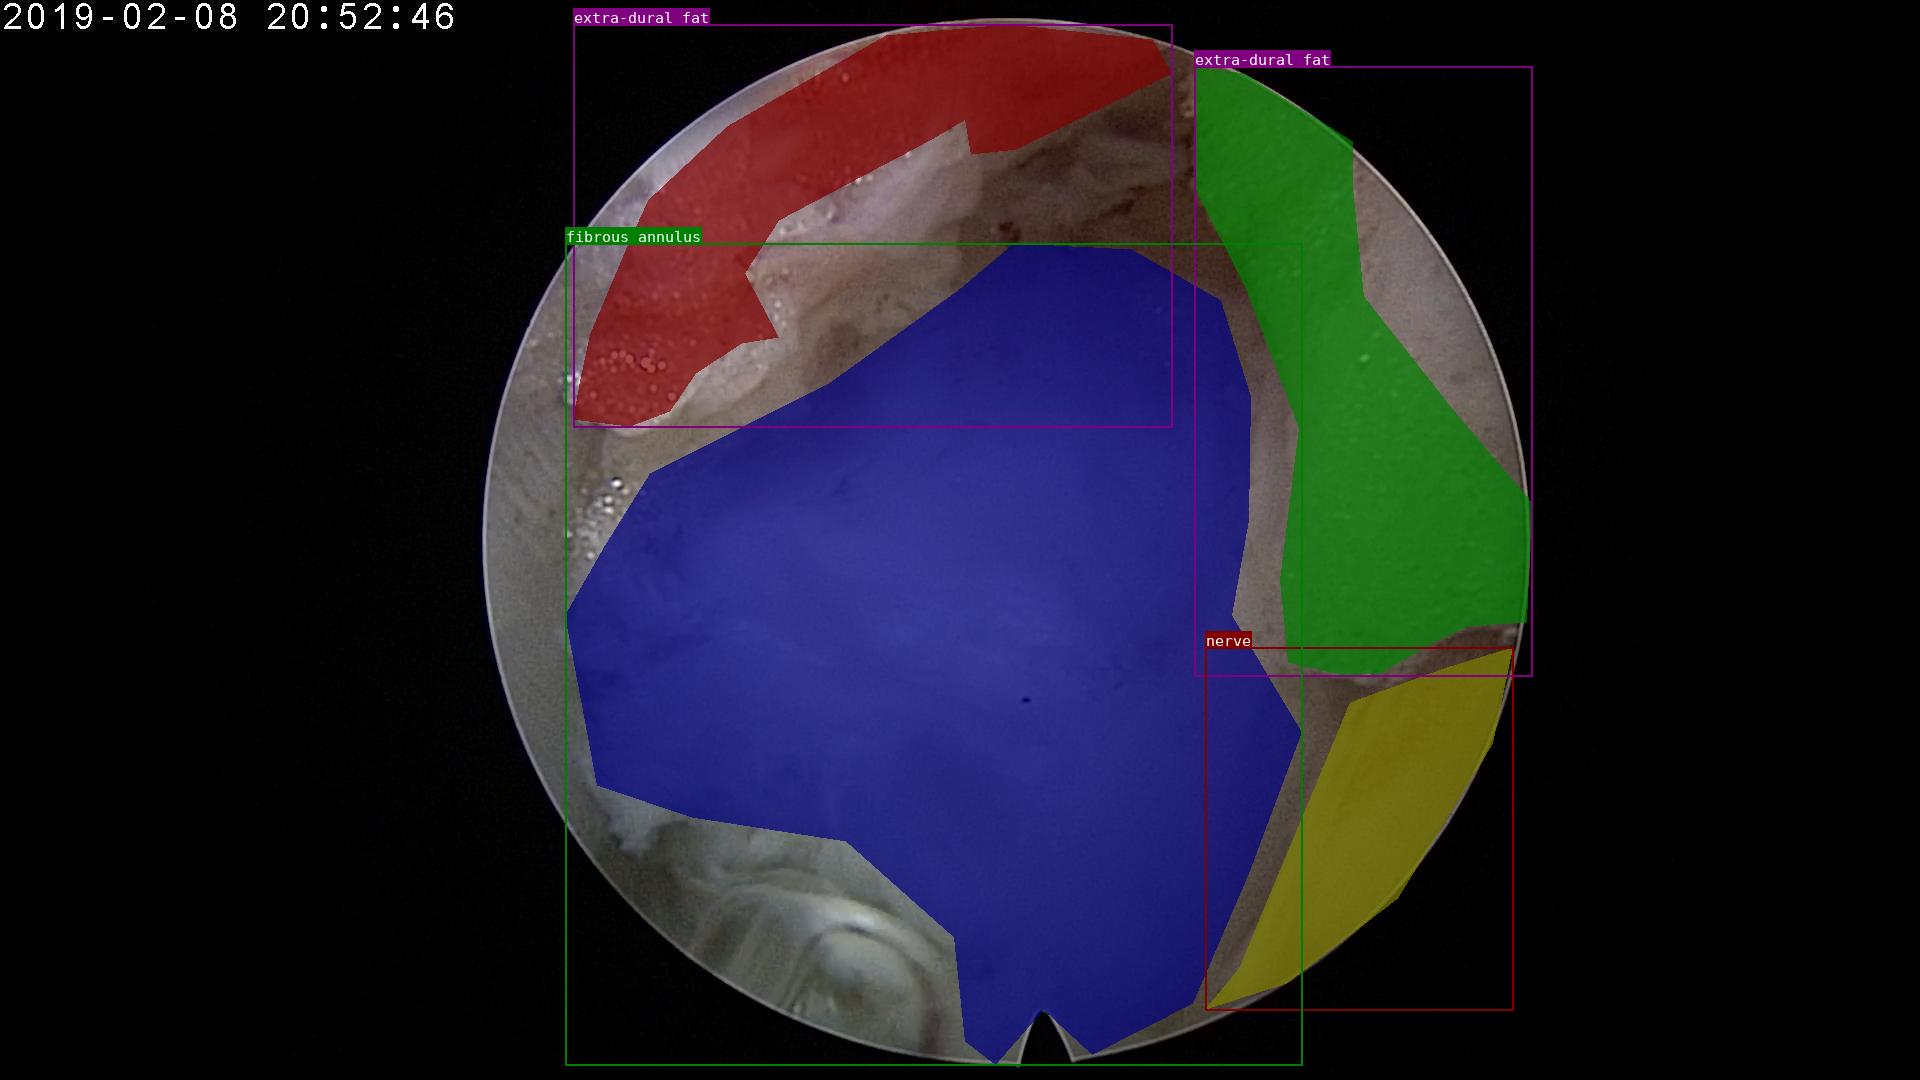 2019-02-08 20:52:46
extra-dural fat
extra-dural fat
fibrous annulus
nerve